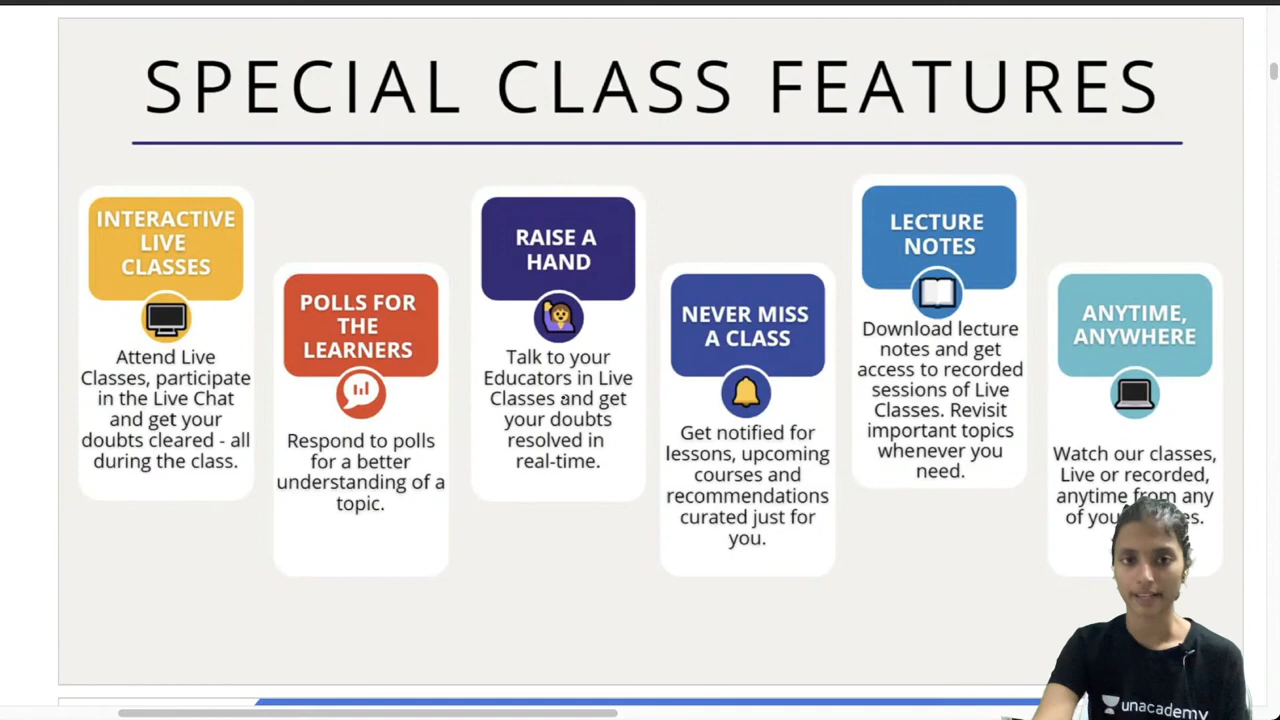 SPECIAL CLASS FEATURES
INTERACTIVE
LIVE
CLASSES
Attend Live
Classes, participate
in the Live Chat
and get your
doubts cleared - all
during the class.
POLLS FOR
THE
LEARNERS
Respond to polls
for a better
understanding of a
topic.
RAISE A
HAND
Talk to your
Educators in Live
Classes and get
your doubts
resolved in
real-time.
NEVER MISS
A CLASS
Get notified for
lessons, upcoming
courses and
recommendations
curated just for
you.
LECTURE
NOTES
Download lecture
notes and get
access to recorded
sessions of Live
Classes. Revisit
important topics
whenever you
need.
ANYTIME,
ANYWHERE
Watch our classes,
Live or recorded,
anytime from any
of
unacademy